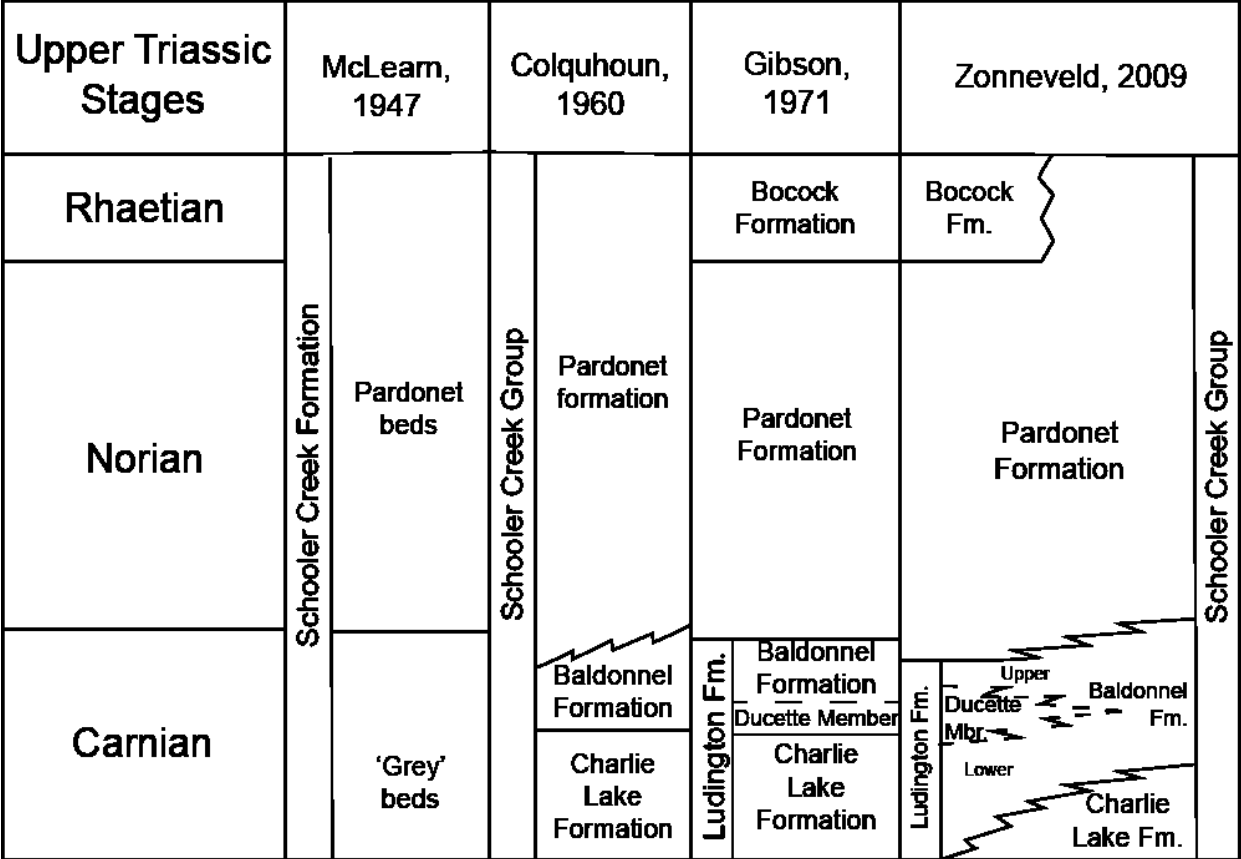 Upper Triassic
Stages
McLearn,
1947
Colquhoun,
1960
Gibson,
1971
Zonneveld, 2009
Rhaetian
Norian
Carnian
Schooler Creek Formation
Pardonet
beds
'Grey'
beds
Schooler Creek Group
Pardonet
formation
Baldonnel
Formation
Charlie
Lake
Formation
Bocock
Formation
Pardonet
Formation
Ludington Fm.
Baldonnel
Formation
Ducette Member
Charlie
Lake
Formation
Bocock
Fm.
Pardonet
Formation
Ludington Fm.
Upper
Ducette
Mbr.
Lower
Baldonnel
Fm.
Charlie
Lake Fm.
Schooler Creek Group